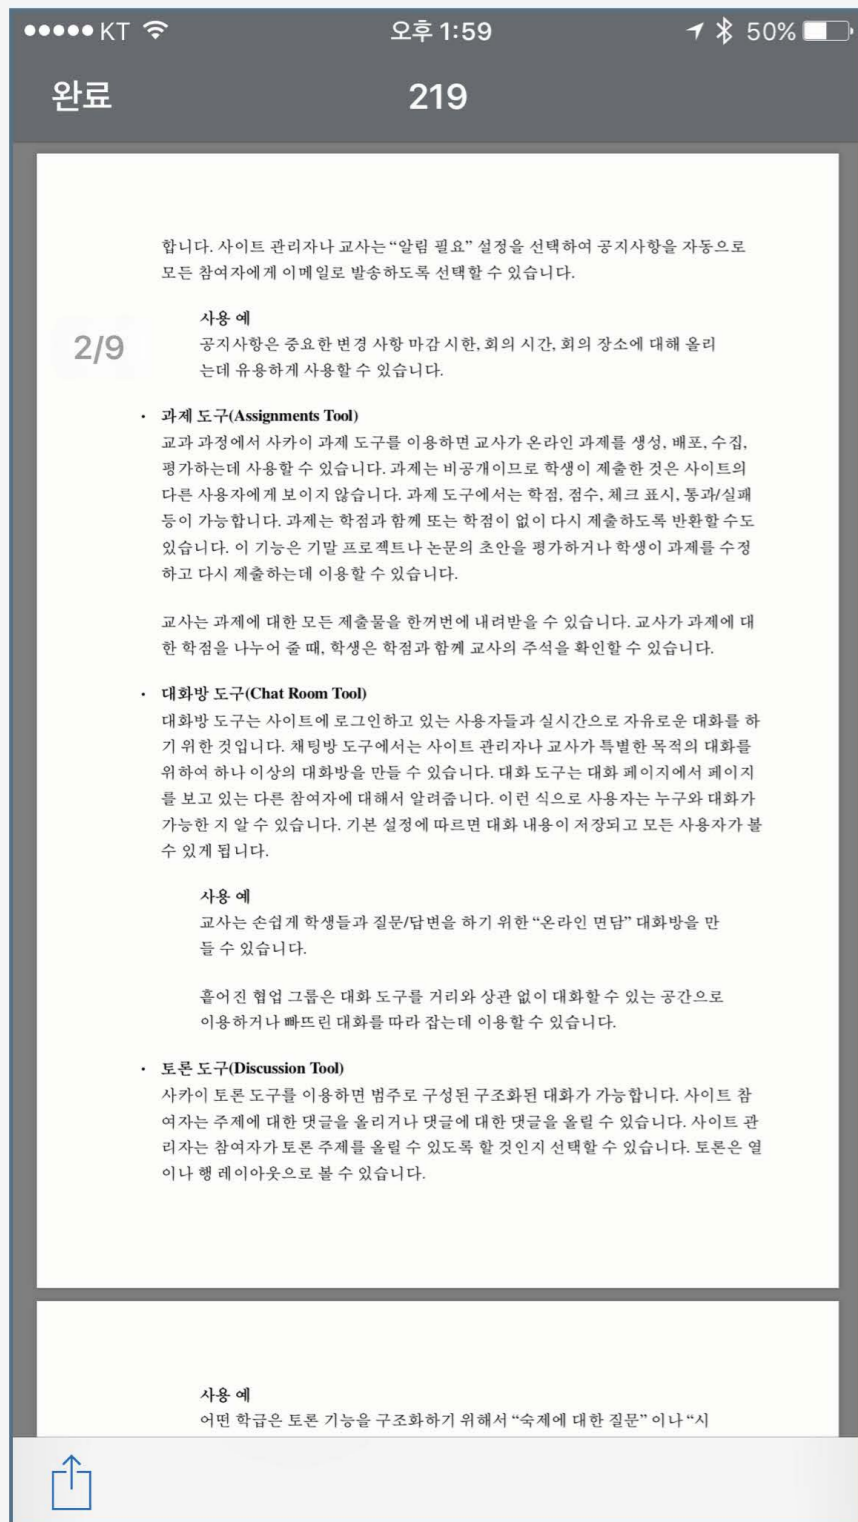 KT 오후 1:59 50%
완료 219
합니다. 사이트 관리자나 교사는 “알림 필요” 설정을 선택하여 공지사항을 자동으로
모든 참여자에게 이메일로 발송하도록 선택할 수 있습니다.
사용 예
2/9
공지사항은 중요한 변경 사항 마감 시한, 회의 시간, 회의 장소에 대해 올리
는데 유용하게 사용할 수 있습니다.
• 과제 도구(Assignments Tool)
교과 과정에서 사카이 과제 도구를 이용하면 교사가 온라인 과제를 생성, 배포, 수집,
평가하는데 사용할 수 있습니다. 과제는 비공개이므로 학생이 제출한 것은 사이트의
다른 사용자에게 보이지 않습니다. 과제 도구에서는 학점, 점수, 체크 표시, 통과/실패
등이 가능합니다. 과제는 학점과 함께 또는 학점이 없이 다시 제출하도록 반환할 수도
있습니다. 이 기능은 기말 프로젝트나 논문의 초안을 평가하거나 학생이 과제를 수정
하고 다시 제출하는데 이용할 수 있습니다.
교사는 과제에 대한 모든 제출물을 한꺼번에 내려받을 수 있습니다. 교사가 과제에 대
한 학점을 나누어 줄 때, 학생은 학점과 함께 교사의 주석을 확인할 수 있습니다.
• 대화방 도구(Chat Room Tool)
대화방 도구는 사이트에 로그인하고 있는 사용자들과 실시간으로 자유로운 대화를 하
기 위한 것입니다. 채팅방 도구에서는 사이트 관리자나 교사가 특별한 목적의 대화를
위하여 하나 이상의 대화방을 만들 수 있습니다. 대화 도구는 대화 페이지에서 페이지
를 보고 있는 다른 참여자에 대해서 알려줍니다. 이런 식으로 사용자는 누구와 대화가
가능한 지 알 수 있습니다. 기본 설정에 따르면 대화 내용이 저장되고 모든 사용자가 볼
수 있게 됩니다.
사용 예
교사는 손쉽게 학생들과 질문/답변을 하기 위한 “온라인 면담” 대화방을 만
들 수 있습니다.
흩어진 협업 그룹은 대화 도구를 거리와 상관 없이 대화할 수 있는 공간으로
이용하거나 빠뜨린 대화를 따라 잡는데 이용할 수 있습니다.
• 토론 도구(Discussion Tool)
사카이 토론 도구를 이용하면 범주로 구성된 구조화된 대화가 가능합니다. 사이트 참
여자는 주제에 대한 댓글을 올리거나 댓글에 대한 댓글을 올릴 수 있습니다. 사이트 관
리자는 참여자가 토론 주제를 올릴 수 있도록 할 것인지 선택할 수 있습니다. 토론은 열
이나 행 레이아웃으로 볼 수 있습니다.
사용 예
어떤 학급은 토론 기능을 구조화하기 위해서 “숙제에 대한 질문” 이나 “시